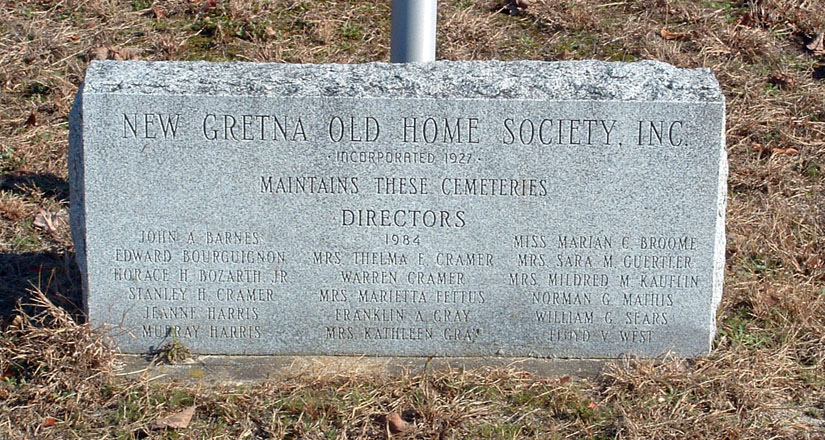 NEW GRETNA OLD HOME SOCIETY, INC.
·INCORPORATED 1927·
MAINTAINS THESE CEMETERIES
DIRECTORS
1984
JOHN A. BARNES
EDWARD BOURGUIGNON
HORACE H. BOZARTH JR.
STANLEY H. CRAMER
JEANNE HARRIS
MURRAY HARRIS
MRS. THELMA E. CRAMER
WARREN CRAMER
MRS. MARIETTA FETTUS
FRANKLIN A. GRAY
MRS. KATHLEEN GRAY
MISS MARIAN C. BROOME
MRS. SARA M. GUERTLER
MRS. MILDRED M. KAUFLIN
NORMAN G. MATHIS
WILLIAM G. SEARS
FLOYD V. WEST